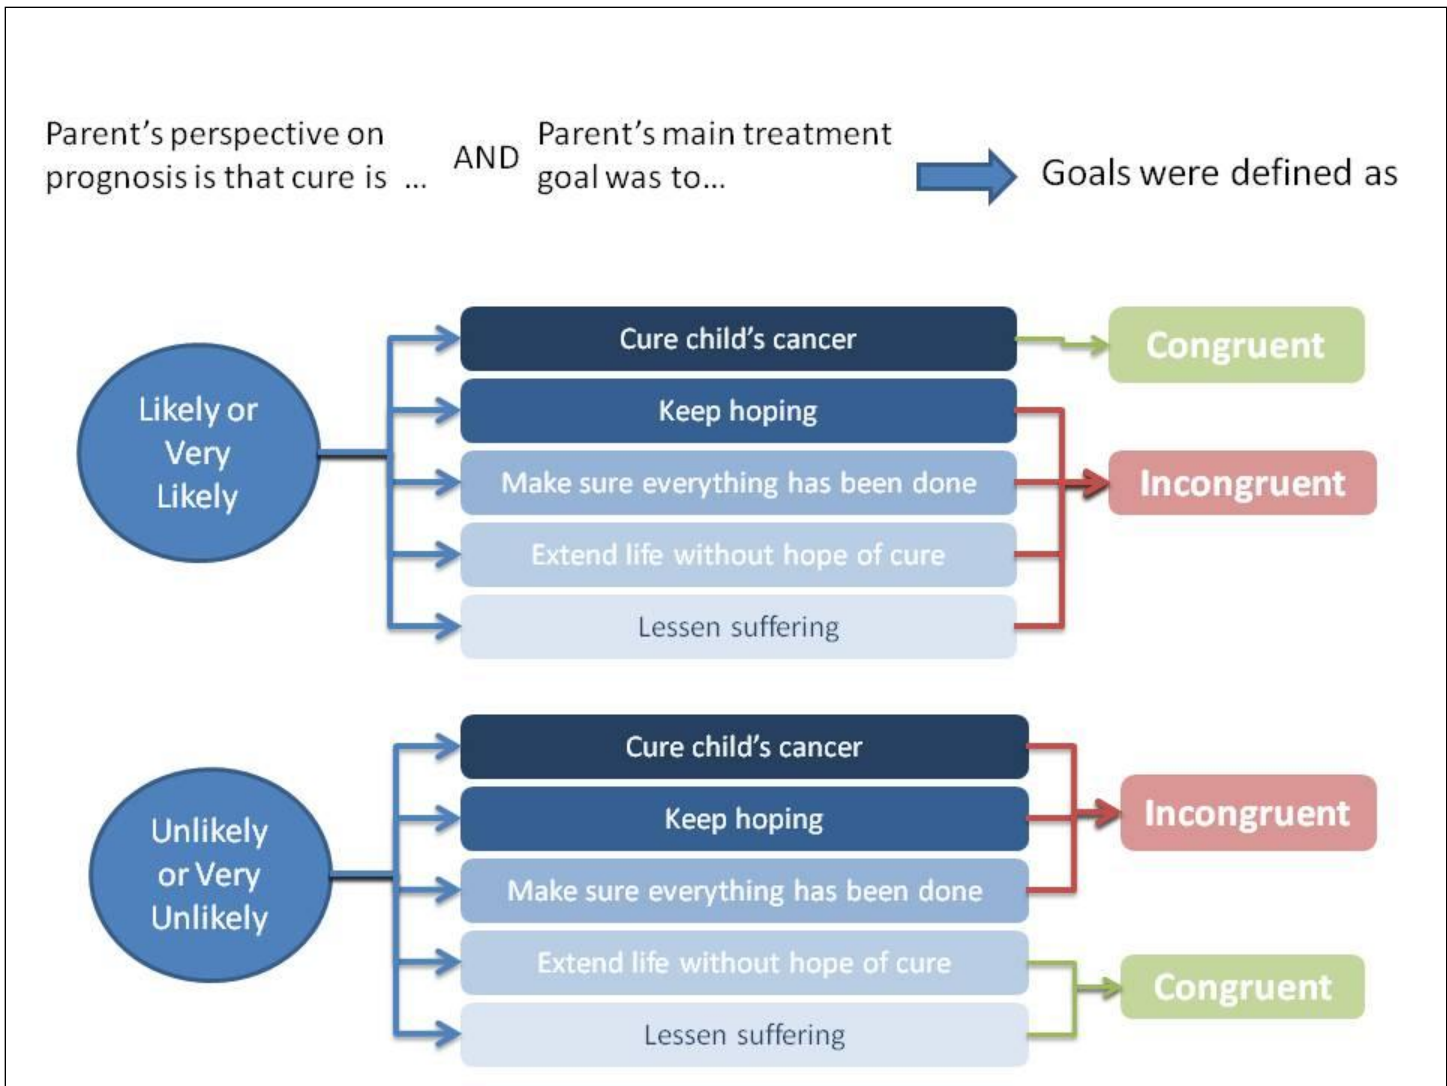 Parent's perspective on
prognosis is that cure is ...
AND
Parent's main treatment
goal was to...
Goals were defined as
Likely or
Very
Likely
Cure child's cancer
Keep hoping
Make sure everything has been done
Extend life without hope of cure
Lessen suffering
Congruent
Incongruent
Unlikely
or Very
Unlikely
Cure child's cancer
Keep hoping
Make sure everything has been done
Extend life without hope of cure
Lessen suffering
Incongruent
Congruent